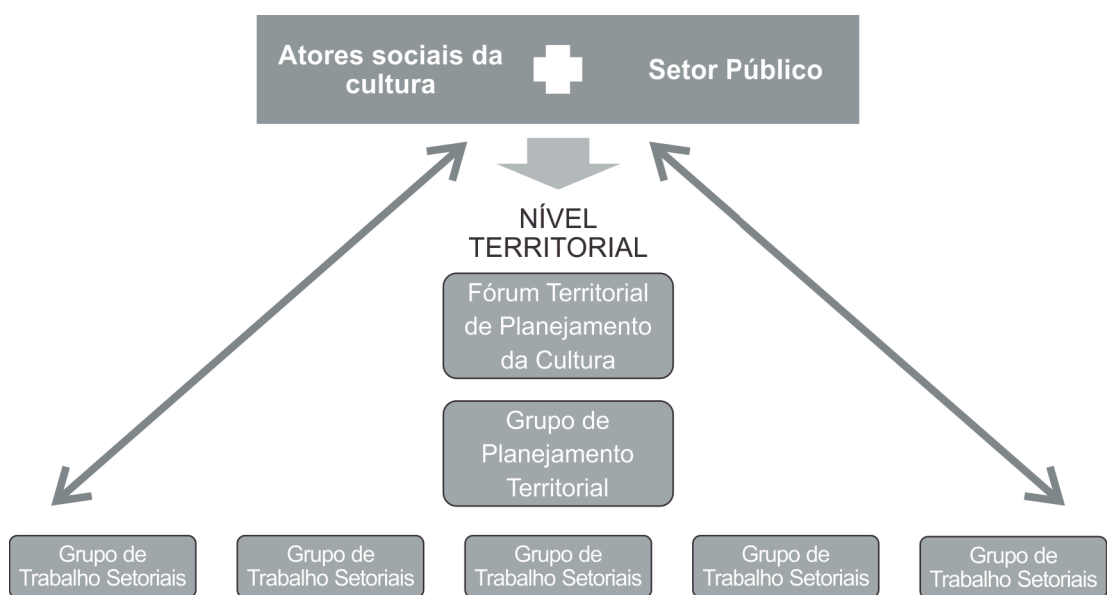 Atores sociais da
cultura
Setor Público
NÍVEL
TERRITORIAL
Fórum Territorial
de Planejamento
da Cultura
Grupo de
Planejamento
Territorial
Grupo de
Trabalho Setoriais
Grupo de
Trabalho Setoriais
Grupo de
Trabalho Setoriais
Grupo de
Trabalho Setoriais
Grupo de
Trabalho Setoriais